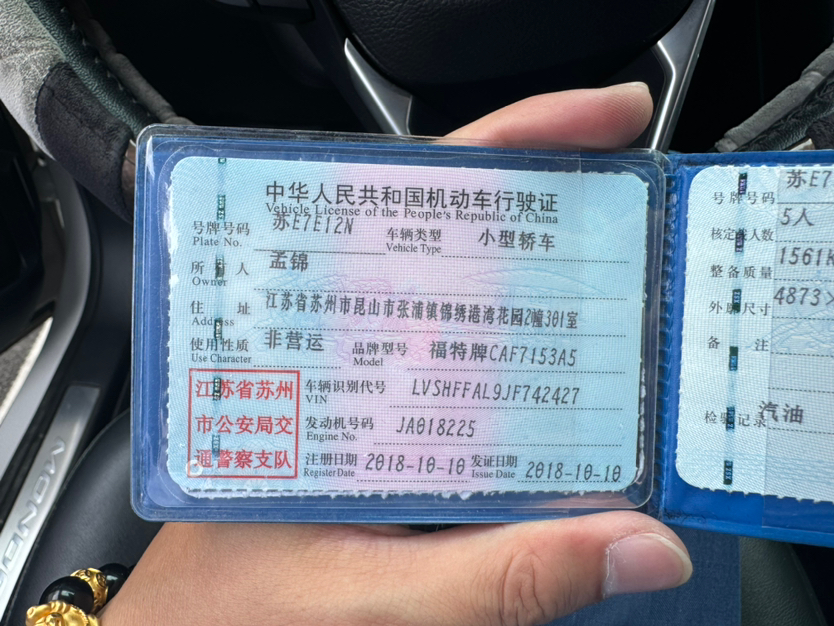 中华人民共和国机动车行驶证
Vehicle License of the People's Republic of China
号牌号码 苏E7E12N 车辆类型 小型轿车
Plate No. Vehicle Type
所有人 孟锦
Owner
住址 江苏省苏州市昆山市张浦镇锦绣港湾花园2幢301室
Address
使用性质 非营运 品牌型号 福特牌CAF7153A5
Use Character Model
江苏省苏州
市公安局交
通警察支队
车辆识别代号 LVSHFFAL9JF742427
VIN
发动机号码 JA018225
Engine No.
注册日期 2018-10-10 发证日期 2018-10-10
Register Date Issue Date
号牌号码 苏E7
核定载人数 5人
整备质量 1561K
外廓尺寸 4873X
备注
检验记录 汽油
MONDEO